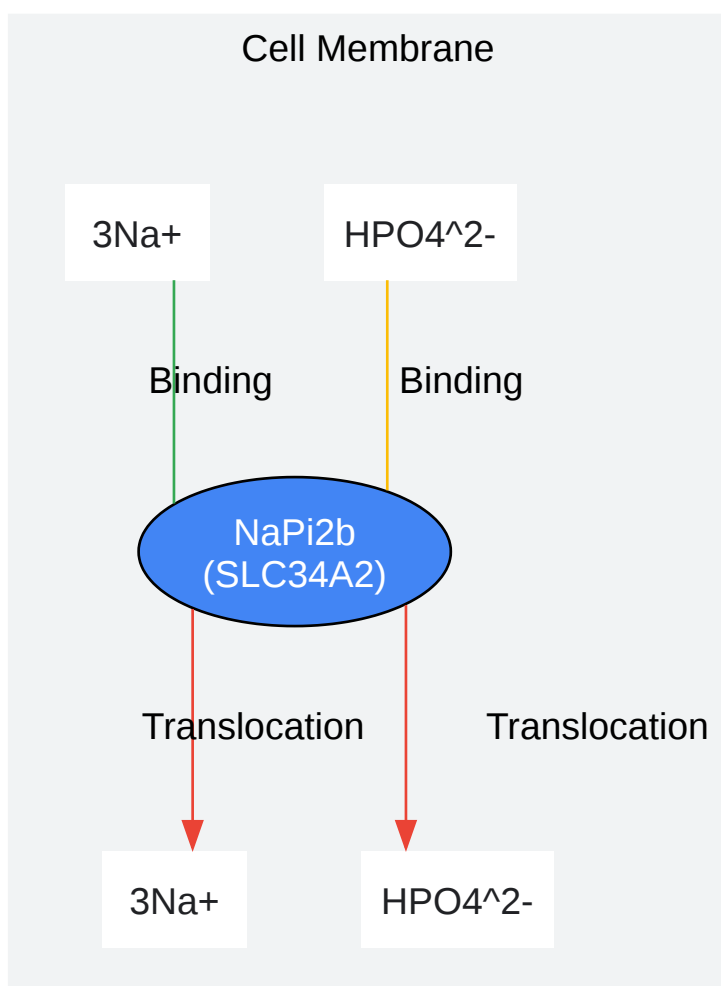 Cell Membrane
3Na+
HPO4^2-
Binding
Binding
NaPi2b
(SLC34A2)
Translocation
Translocation
3Na+
HPO4^2-